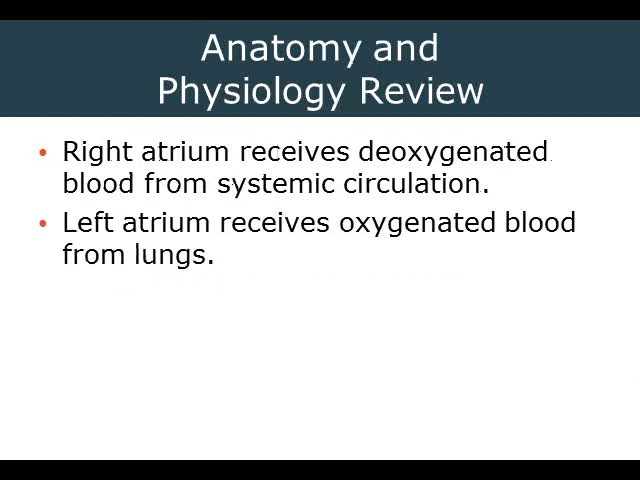 Anatomy and
Physiology Review
• Right atrium receives deoxygenated
blood from systemic circulation.
• Left atrium receives oxygenated blood
from lungs.